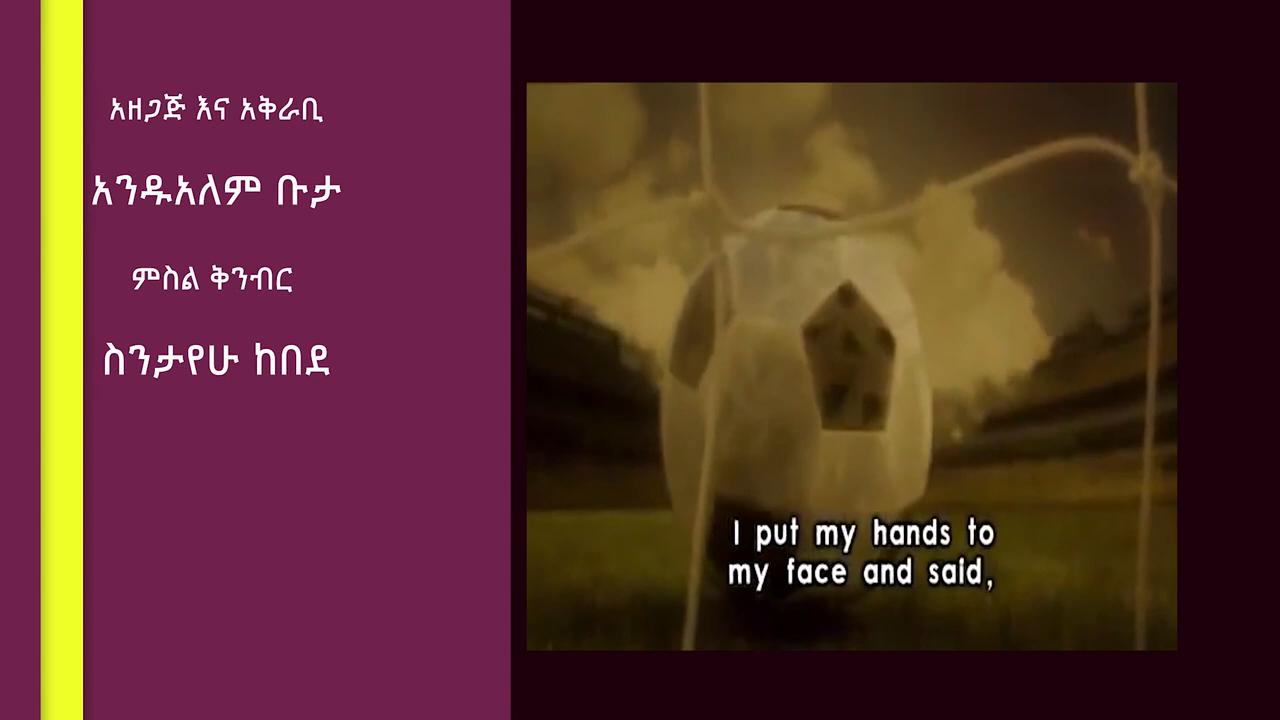 አዘጋጅ እና አቅራቢ
አንዱአለም ቡታ
ምስል ቅንብር
ስንታየሁ ከበደ
I put my hands to
my face and said,